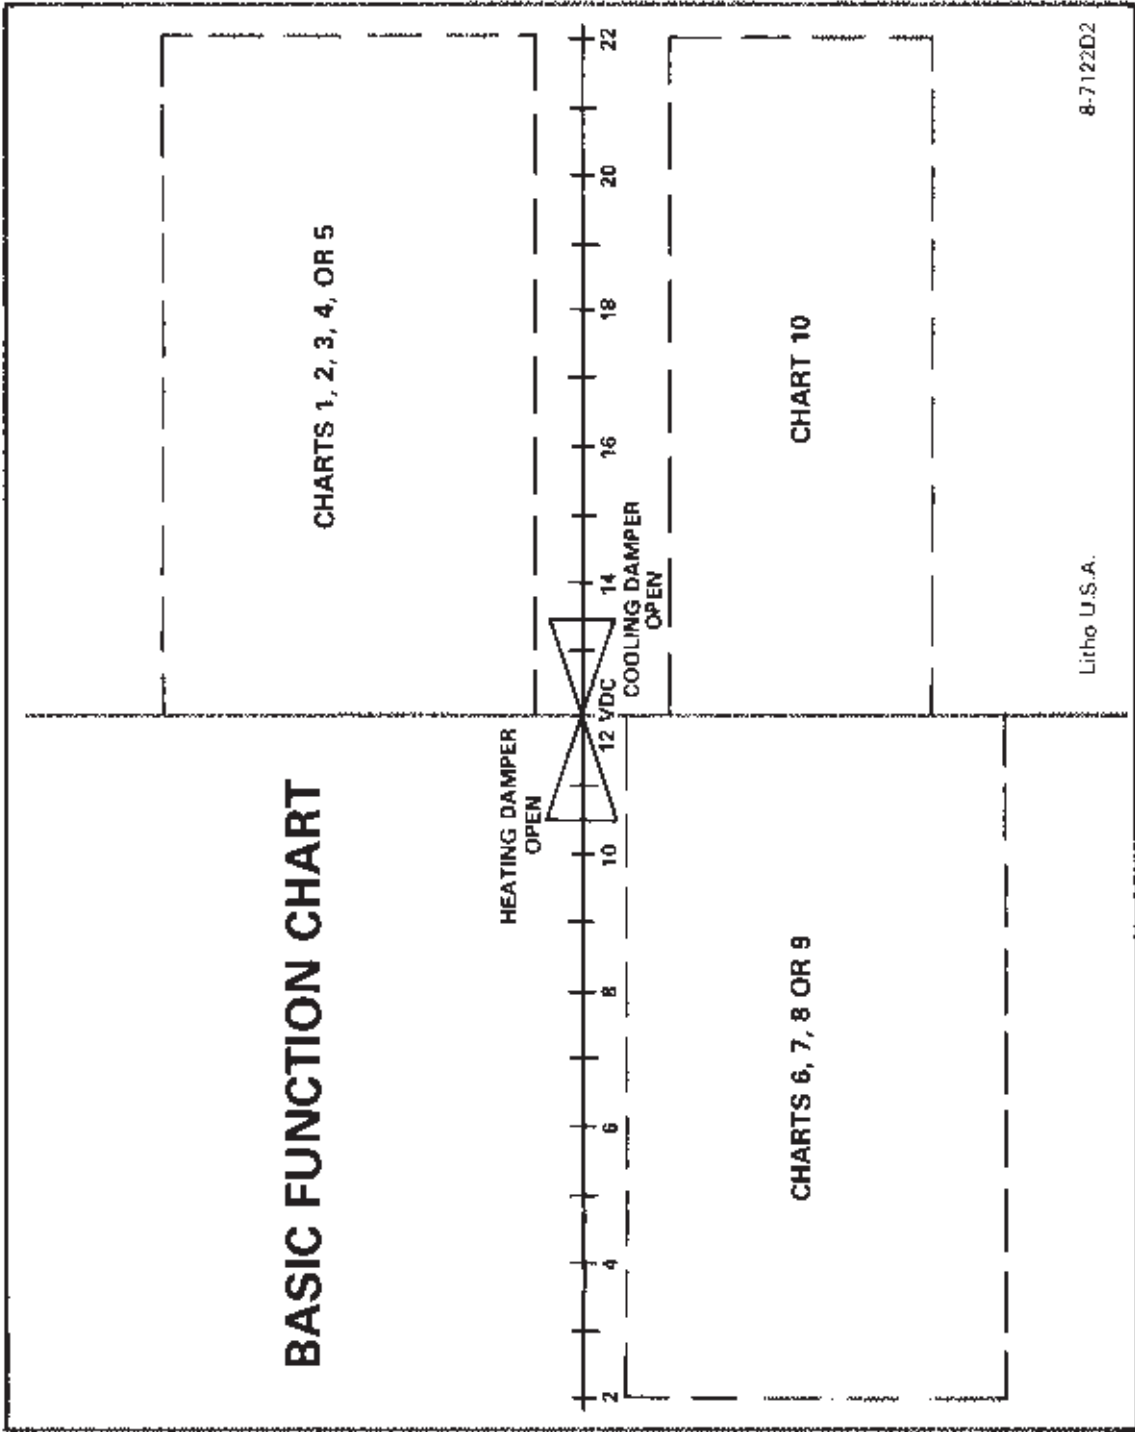 BASIC FUNCTION CHART
CHARTS 1, 2, 3, 4, OR 5
HEATING DAMPER
OPEN
2 4 6 8 10 12 VDC 14 16 18 20 22
COOLING DAMPER
OPEN
CHARTS 6, 7, 8 OR 9
CHART 10
Litho U.S.A.
8-7122D2